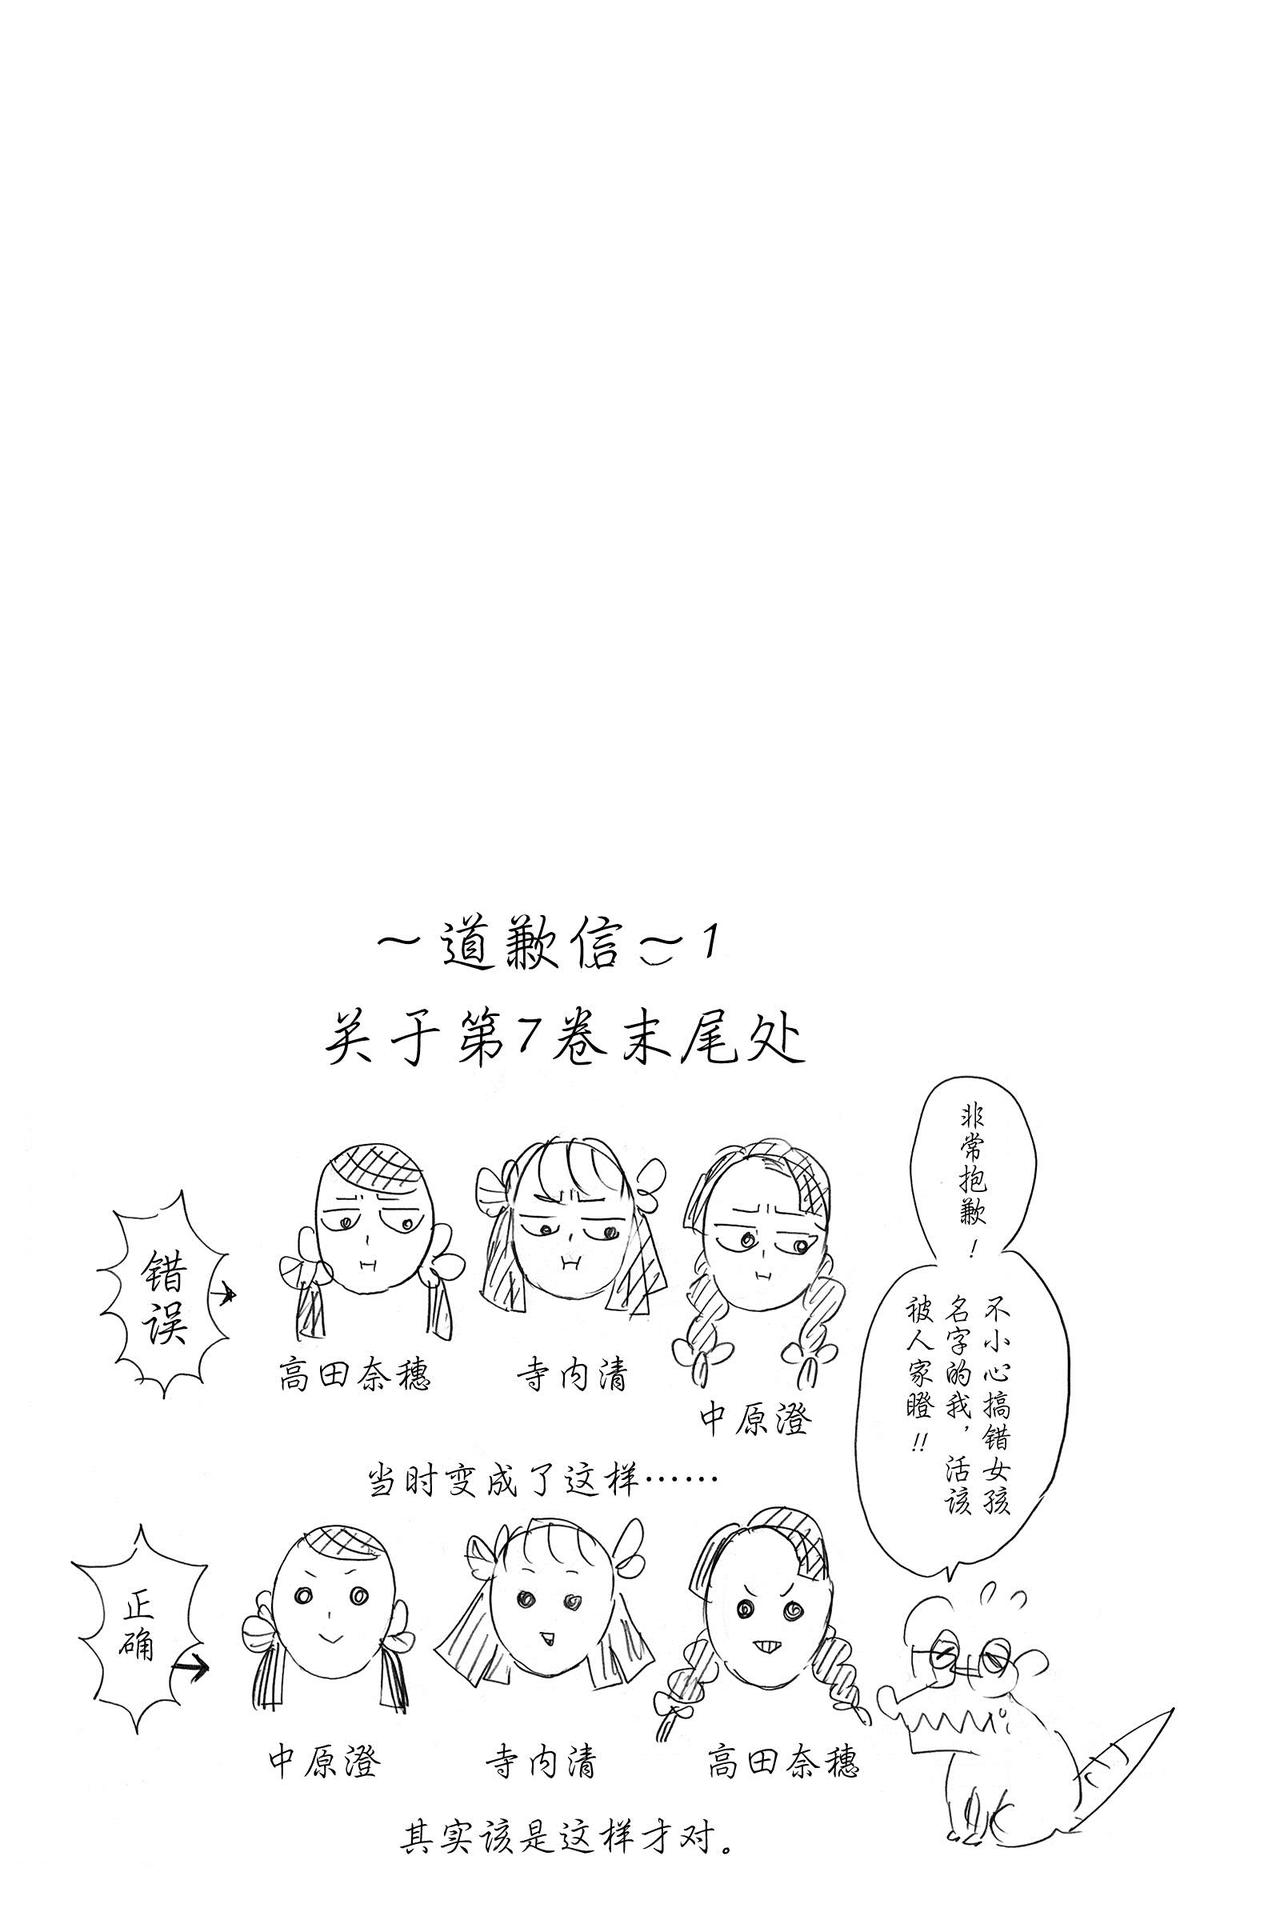 ～道歉信～1
关于第7卷末尾处
非常抱歉！
不小心搞错女孩
名字的我，活该
被人家瞪!!
错误
高田奈穗
寺内清
中原澄
当时变成了这样……
正确
中原澄
寺内清
高田奈穗
其实该是这样才对。